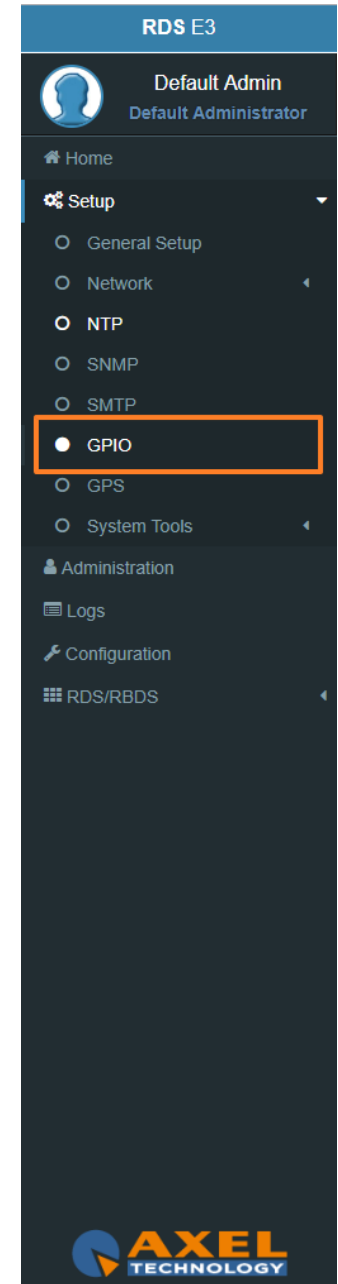 RDS E3
Default Admin
Default Administrator
Home
Setup
General Setup
Network
NTP
SNMP
SMTP
GPIO
GPS
System Tools
Administration
Logs
Configuration
RDS/RBDS
AXEL
TECHNOLOGY